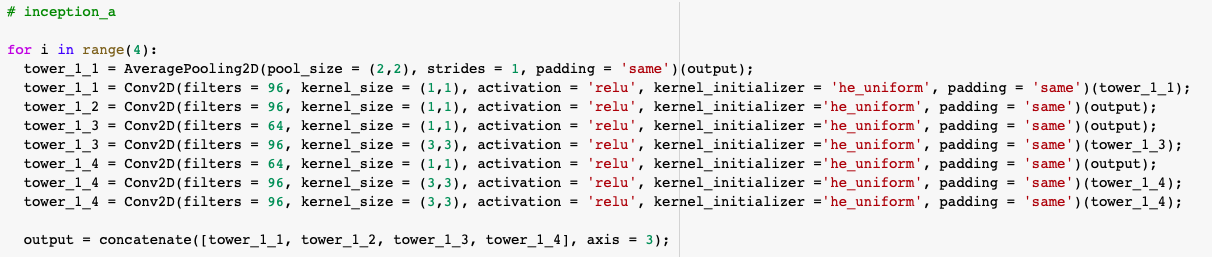 # inception_a
for i in range(4):
tower_1_1 = AveragePooling2D(pool_size = (2,2), strides = 1, padding = 'same')(output);
tower_1_1 = Conv2D(filters = 96, kernel_size = (1,1), activation = 'relu', kernel_initializer = 'he_uniform', padding = 'same')(tower_1_1);
tower_1_2 = Conv2D(filters = 96, kernel_size = (1,1), activation = 'relu', kernel_initializer ='he_uniform', padding = 'same')(output);
tower_1_3 = Conv2D(filters = 64, kernel_size = (1,1), activation = 'relu', kernel_initializer ='he_uniform', padding = 'same')(output);
tower_1_3 = Conv2D(filters = 96, kernel_size = (3,3), activation = 'relu', kernel_initializer ='he_uniform', padding = 'same')(tower_1_3);
tower_1_4 = Conv2D(filters = 64, kernel_size = (1,1), activation = 'relu', kernel_initializer ='he_uniform', padding = 'same')(output);
tower_1_4 = Conv2D(filters = 96, kernel_size = (3,3), activation = 'relu', kernel_initializer ='he_uniform', padding = 'same')(tower_1_4);
tower_1_4 = Conv2D(filters = 96, kernel_size = (3,3), activation = 'relu', kernel_initializer ='he_uniform', padding = 'same')(tower_1_4);
output = concatenate([tower_1_1, tower_1_2, tower_1_3, tower_1_4], axis = 3);